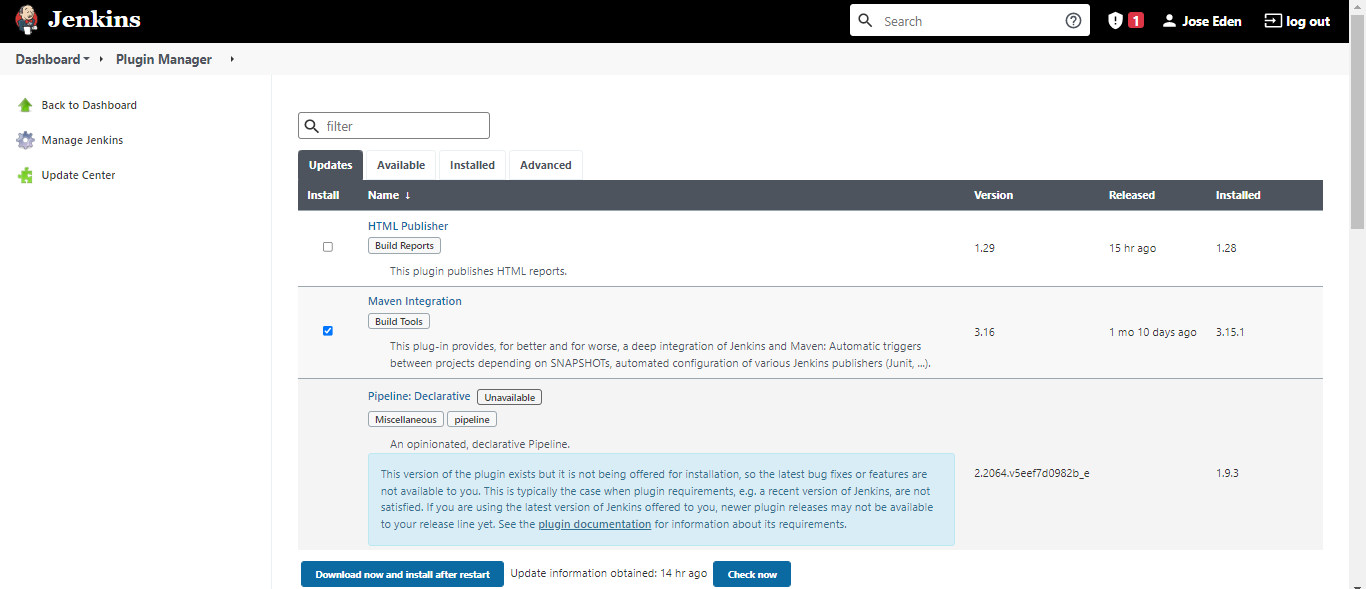 Jenkins
Search
1
Jose Eden
log out
Dashboard
Plugin Manager
Back to Dashboard
Manage Jenkins
Update Center
filter
Updates Available Installed Advanced
Install Name ↓ Version Released Installed
HTML Publisher
Build Reports
This plugin publishes HTML reports.
1.29 15 hr ago 1.28
Maven Integration
Build Tools
This plug-in provides, for better and for worse, a deep integration of Jenkins and Maven: Automatic triggers
between projects depending on SNAPSHOTs, automated configuration of various Jenkins publishers (Junit, ...).
3.16 1 mo 10 days ago 3.15.1
Pipeline: Declarative Unavailable
Miscellaneous pipeline
An opinionated, declarative Pipeline.
This version of the plugin exists but it is not being offered for installation, so the latest bug fixes or features are
not available to you. This is typically the case when plugin requirements, e.g. a recent version of Jenkins, are not
satisfied. If you are using the latest version of Jenkins offered to you, newer plugin releases may not be available
to your release line yet. See the plugin documentation for information about its requirements.
2.2064.v5eef7d0982b_e 1.9.3
Download now and install after restart Update information obtained: 14 hr ago Check now